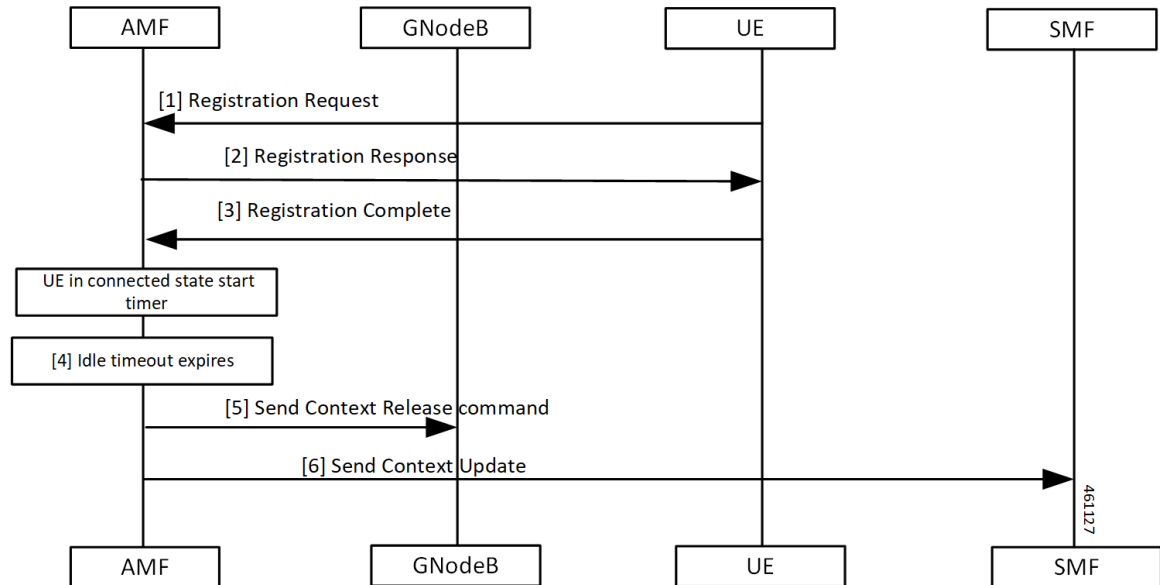 AMF
GNodeB
UE
SMF
[1] Registration Request
[2] Registration Response
[3] Registration Complete
UE in connected state start
timer
[4] Idle timeout expires
[5] Send Context Release command
[6] Send Context Update
461127
AMF
GNodeB
UE
SMF